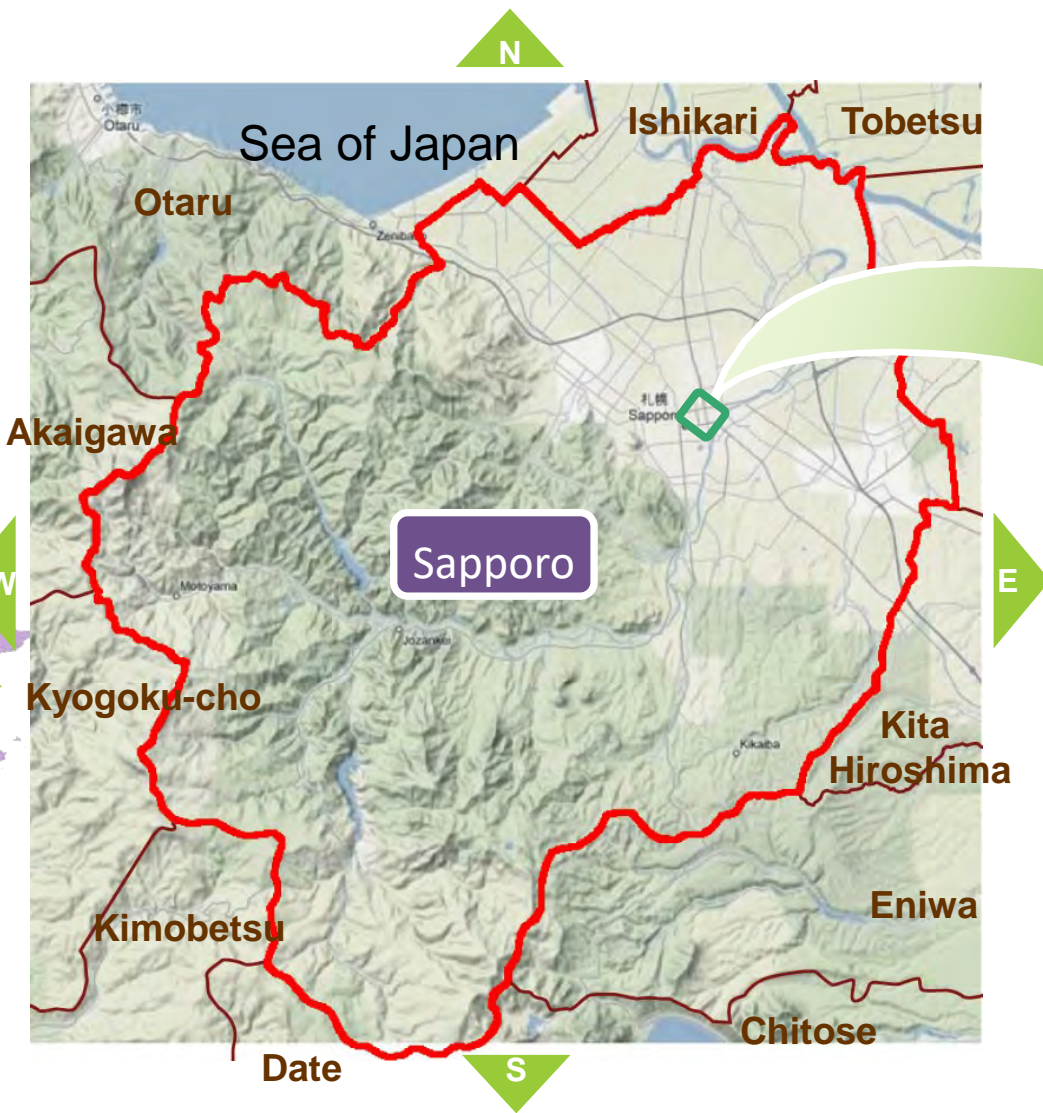 N
小樽市
Otaru
Sea of Japan
Ishikari
Tobetsu
Otaru
Zenibako
札幌
Sapporo
Akaigawa
Sapporo
W
E
Motoyama
Jozankei
Kyogoku-cho
Kita
Hiroshima
Kikaiba
Kimobetsu
Eniwa
Chitose
Date
S